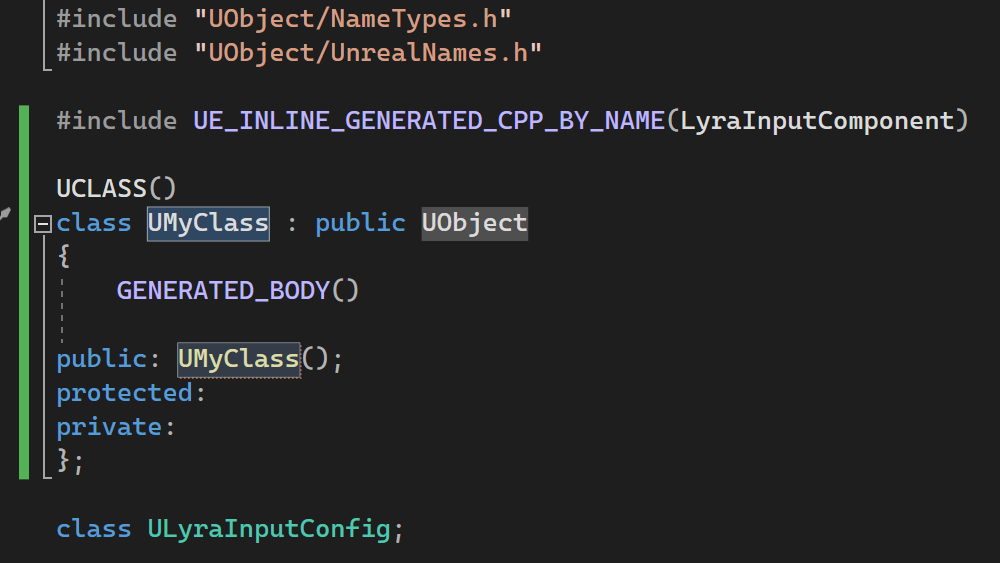 #include "UObject/NameTypes.h"
#include "UObject/UnrealNames.h"
#include UE_INLINE_GENERATED_CPP_BY_NAME(LyraInputComponent)
UCLASS()
class UMyClass : public UObject
{
GENERATED_BODY()
public: UMyClass();
protected:
private:
};
class ULyraInputConfig;